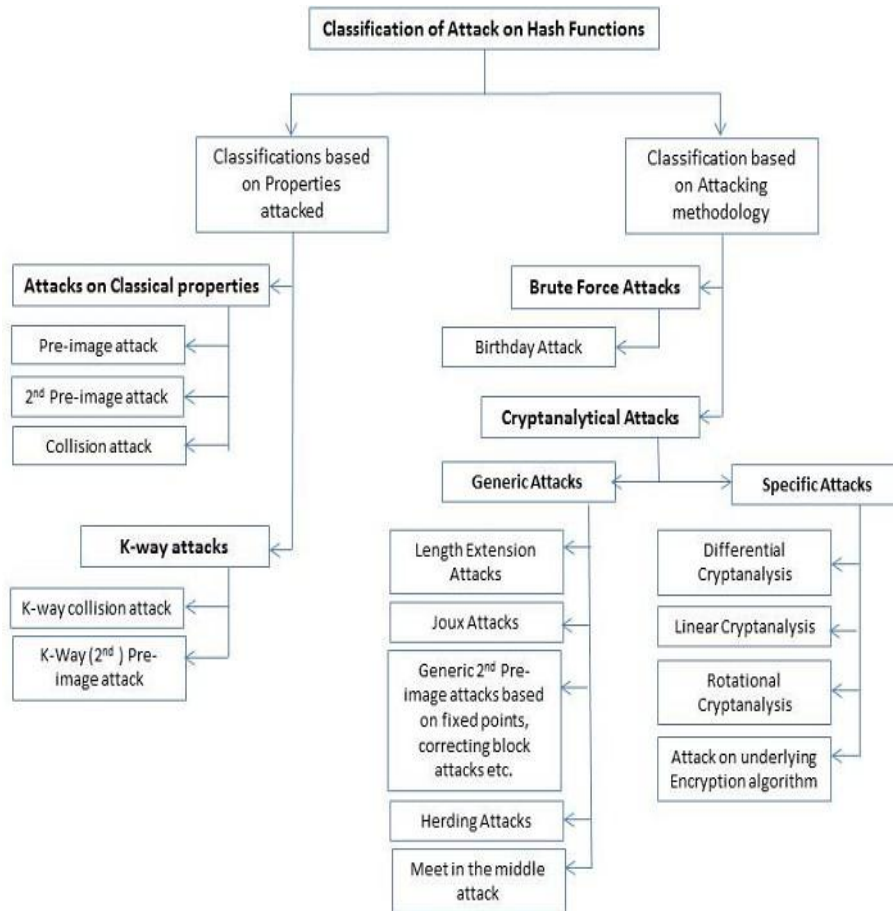 Classification of Attack on Hash Functions
Classifications based
on Properties
attacked
Attacks on Classical properties
Pre-image attack
2nd Pre-image attack
Collision attack
K-way attacks
K-way collision attack
K-Way (2nd ) Pre-
image attack
Classification based
on Attacking
methodology
Brute Force Attacks
Birthday Attack
Cryptanalytical Attacks
Generic Attacks
Length Extension
Attacks
Joux Attacks
Generic 2nd Pre-
image attacks based
on fixed points,
correcting block
attacks etc.
Herding Attacks
Meet in the middle
attack
Specific Attacks
Differential
Cryptanalysis
Linear Cryptanalysis
Rotational
Cryptanalysis
Attack on underlying
Encryption algorithm